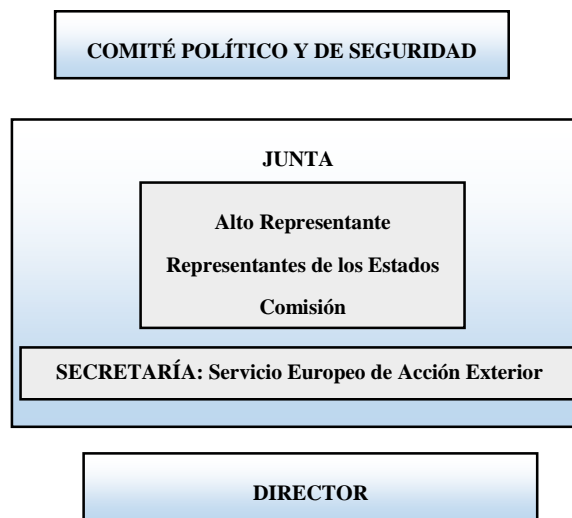 COMITÉ POLÍTICO Y DE SEGURIDAD
JUNTA
Alto Representante
Representantes de los Estados
Comisión
SECRETARÍA: Servicio Europeo de Acción Exterior
DIRECTOR